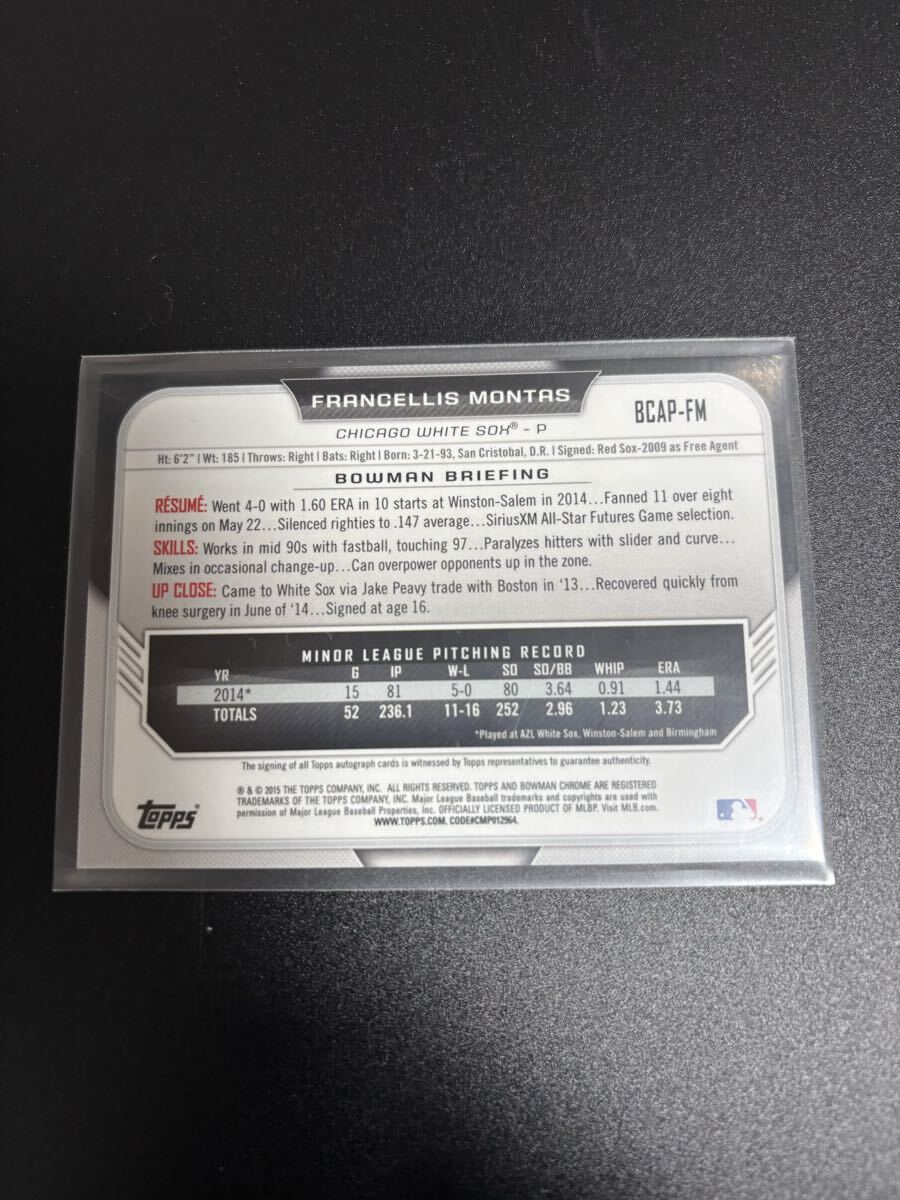 FRANCELLIS MONTAS
BCAP-FM
CHICAGO WHITE SOX® - P
Ht: 6'2" | Wt: 185 | Throws: Right | Bats: Right | Born: 3-21-93, San Cristobal, D.R. | Signed: Red Sox-2009 as Free Agent
BOWMAN BRIEFING
RÉSUMÉ: Went 4-0 with 1.60 ERA in 10 starts at Winston-Salem in 2014…Fanned 11 over eight
innings on May 22…Silenced righties to .147 average…SiriusXM All-Star Futures Game selection.
SKILLS: Works in mid 90s with fastball, touching 97…Paralyzes hitters with slider and curve…
Mixes in occasional change-up…Can overpower opponents up in the zone.
UP CLOSE: Came to White Sox via Jake Peavy trade with Boston in '13…Recovered quickly from
knee surgery in June of '14…Signed at age 16.
MINOR LEAGUE PITCHING RECORD
YR G IP W-L SO SO/BB WHIP ERA
2014* 15 81 5-0 80 3.64 0.91 1.44
TOTALS 52 236.1 11-16 252 2.96 1.23 3.73
*Played at AZL White Sox, Winston-Salem and Birmingham
The signing of all Topps autograph cards is witnessed by Topps representatives to guarantee authenticity.
® & © 2015 THE TOPPS COMPANY, INC. ALL RIGHTS RESERVED. TOPPS AND BOWMAN CHROME ARE REGISTERED
TRADEMARKS OF THE TOPPS COMPANY, INC. Major League Baseball trademarks and copyrights are used with
permission of Major League Baseball Properties, Inc. OFFICIALLY LICENSED PRODUCT OF MLBP. Visit MLB.com.
WWW.TOPPS.COM. CODE#CMP012964.
topps®